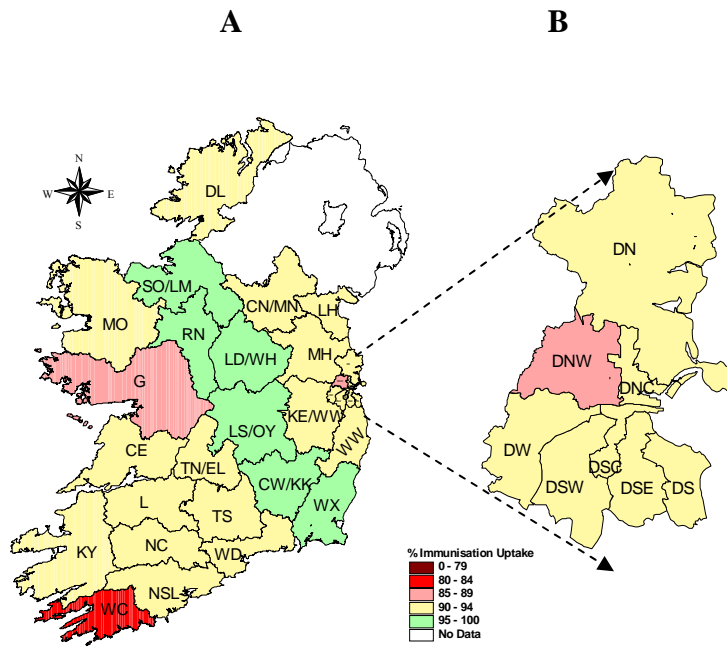 A B
N
W E
S
DL
SO/LM
CN/MN
LH
MO
RN
LD/WH
MH
G
LS/OY
KE/WW
WW
CE
TN/EL
CW/KK
WX
L
TS
KY
NC
WD
NSL
WC
DN
DNW
DNC
DW
DSC
DSW
DSE
DS
% Immunisation Uptake
0 - 79
80 - 84
85 - 89
90 - 94
95 - 100
No Data